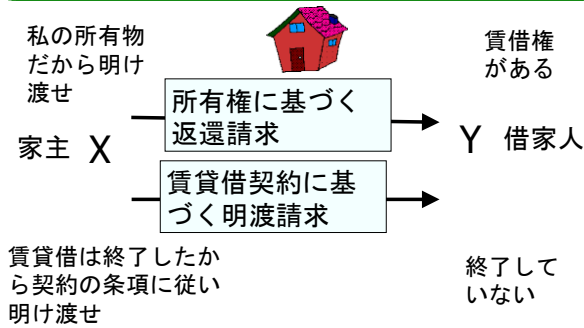 私の所有物
だから明け
渡せ
賃借権
がある
所有権に基づく
返還請求
家主 X
Y 借家人
賃貸借契約に基
づく明渡請求
賃貸借は終了したか
ら契約の条項に従い
明け渡せ
終了して
いない